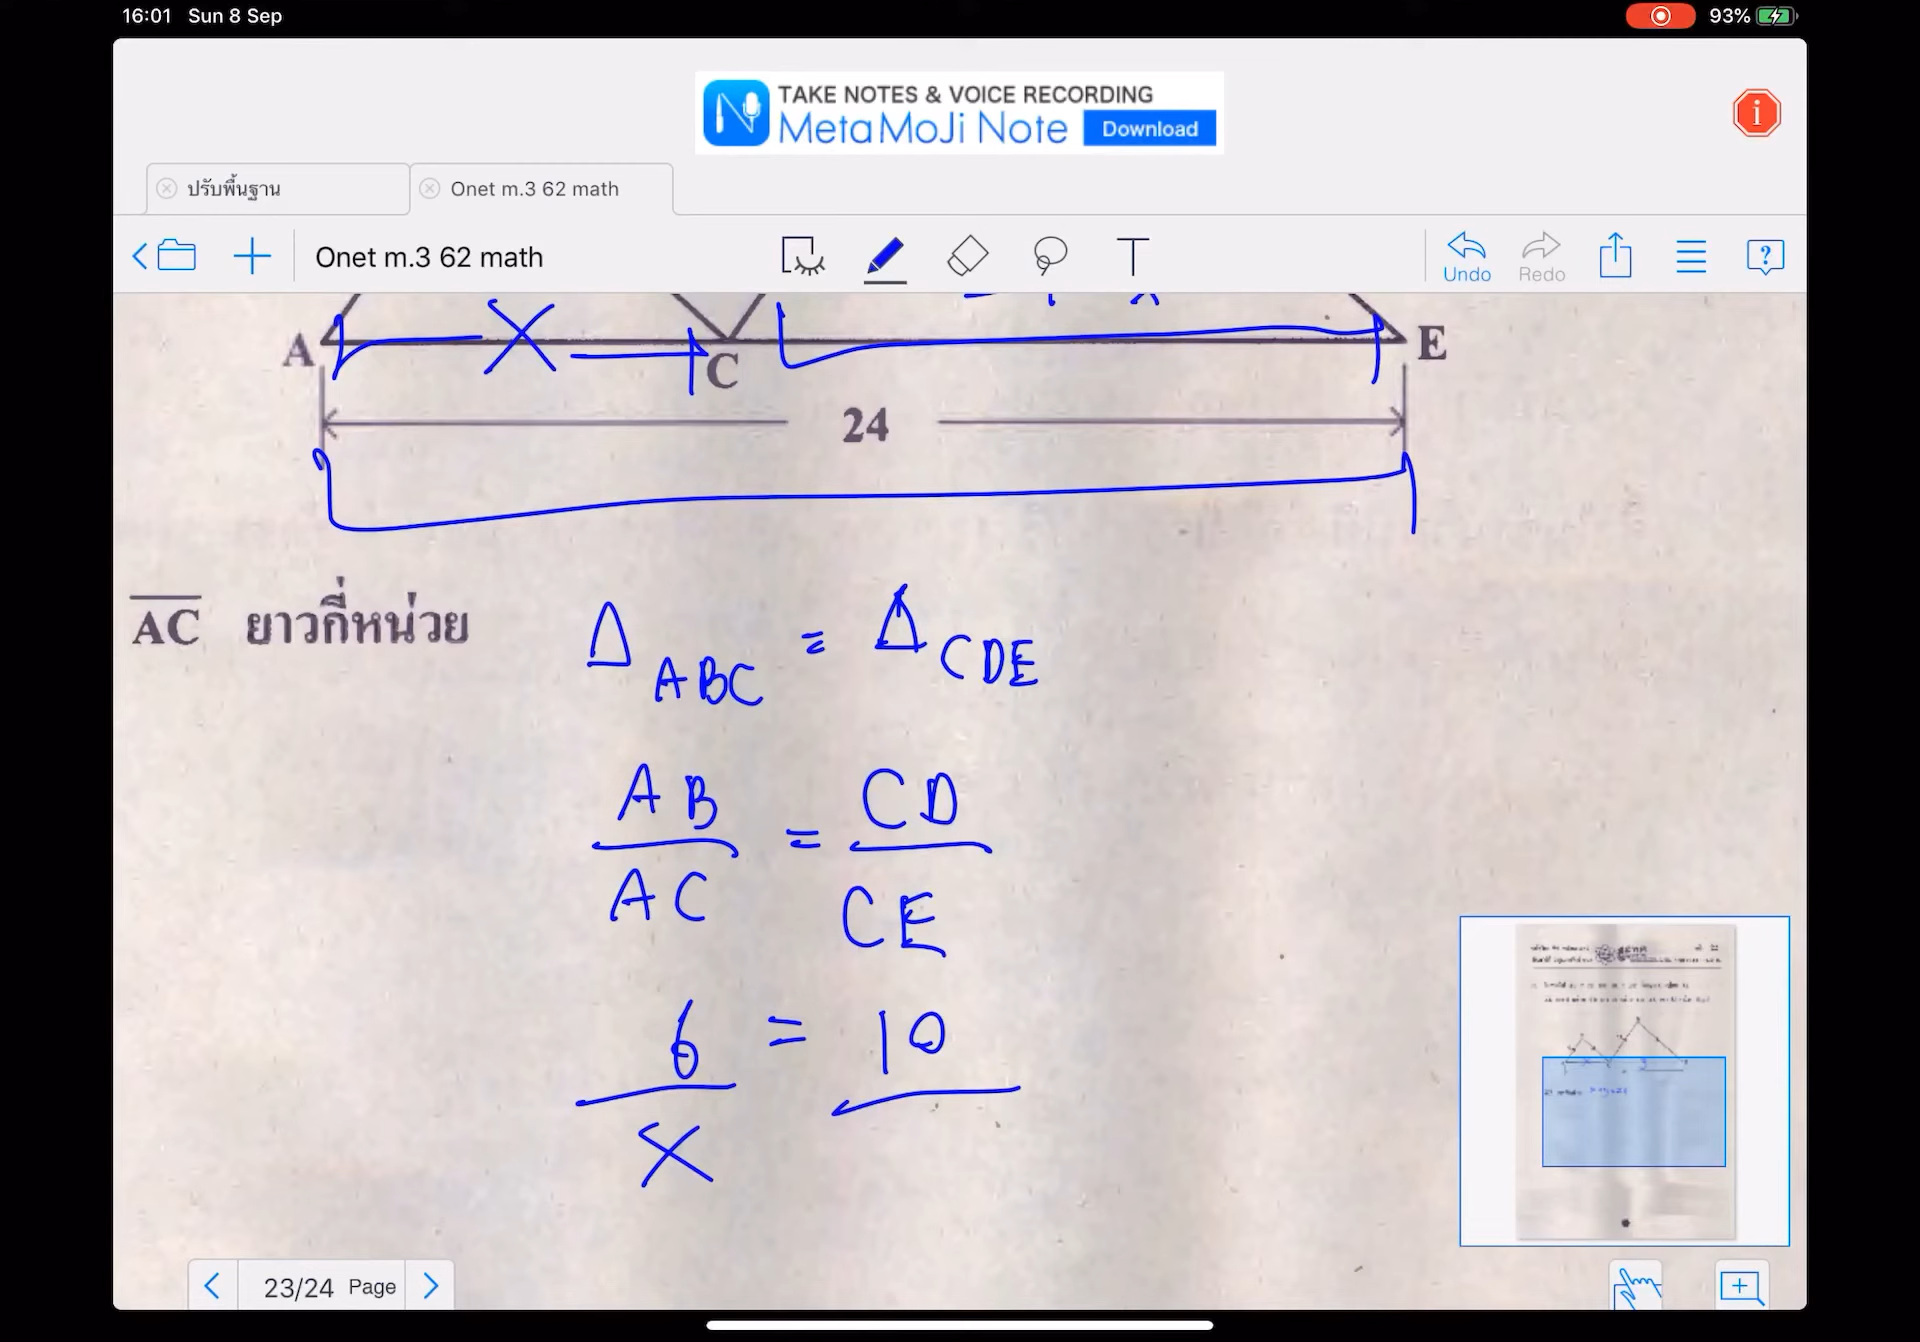 16:01 Sun 8 Sep
93%
TAKE NOTES & VOICE RECORDING
MetaMoJi Note Download
ปรับพื้นฐาน
Onet m.3 62 math
Onet m.3 62 math
T
Undo
Redo
A
X
C
E
24
AC ยาวกี่หน่วย
Δ ABC = Δ CDE
AB = CD
AC CE
6 = 10
X
23/24 Page